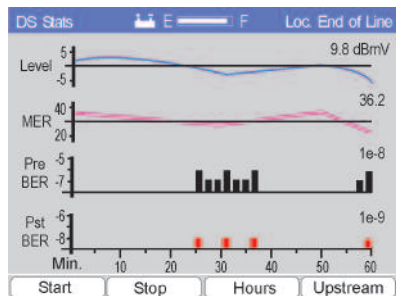 DS Stats E F Loc. End of Line
9.8 dBmV
5
Level
-5
36.2
40
MER
20
1e-8
Pre -5
BER -7
1e-9
Pst -6
BER -8
Min. 10 20 30 40 50 60
Start Stop Hours Upstream